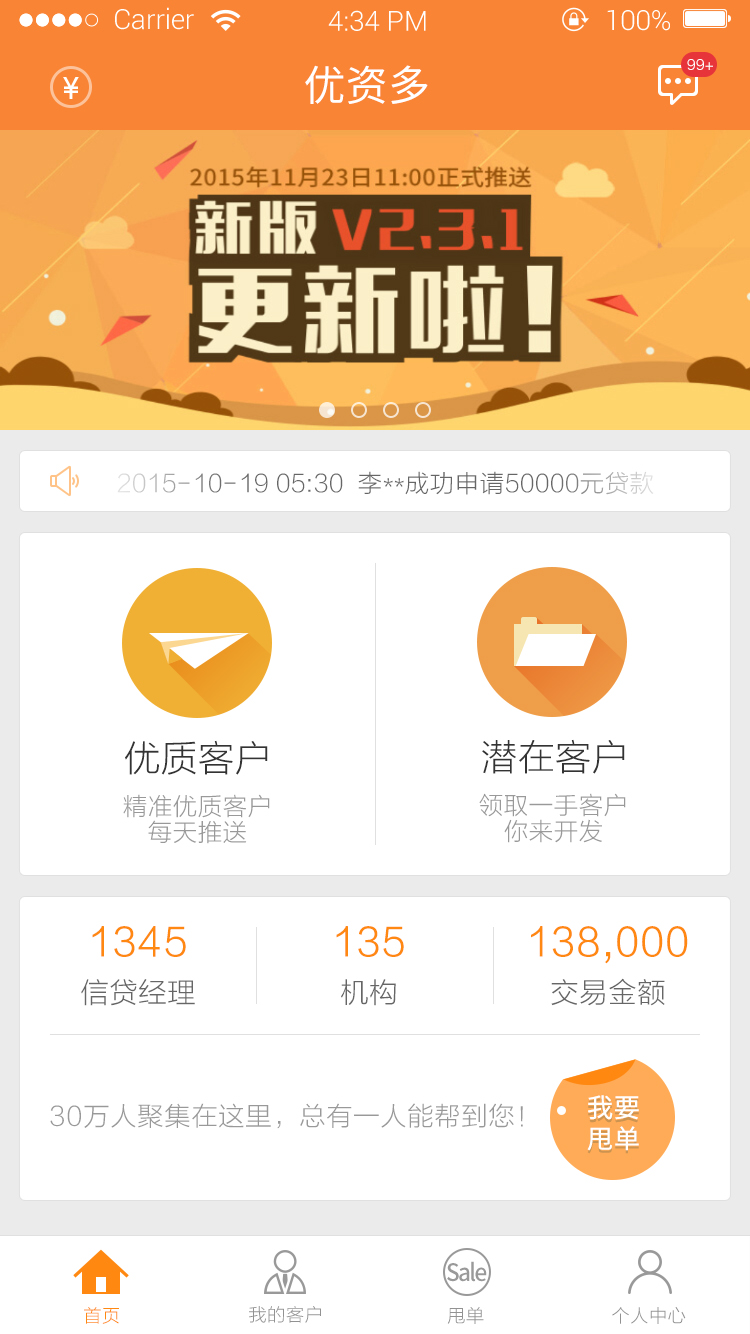 Carrier 4:34 PM 100%
¥ 优资多 99+
2015年11月23日11:00正式推送
新版 V2.3.1
更新啦!
2015-10-19 05:30 李**成功申请50000元贷款
优质客户 潜在客户
精准优质客户 领取一手客户
每天推送 你来开发
1345 135 138,000
信贷经理 机构 交易金额
30万人聚集在这里，总有一人能帮到您!
我要
甩单
Sale
首页 我的客户 甩单 个人中心